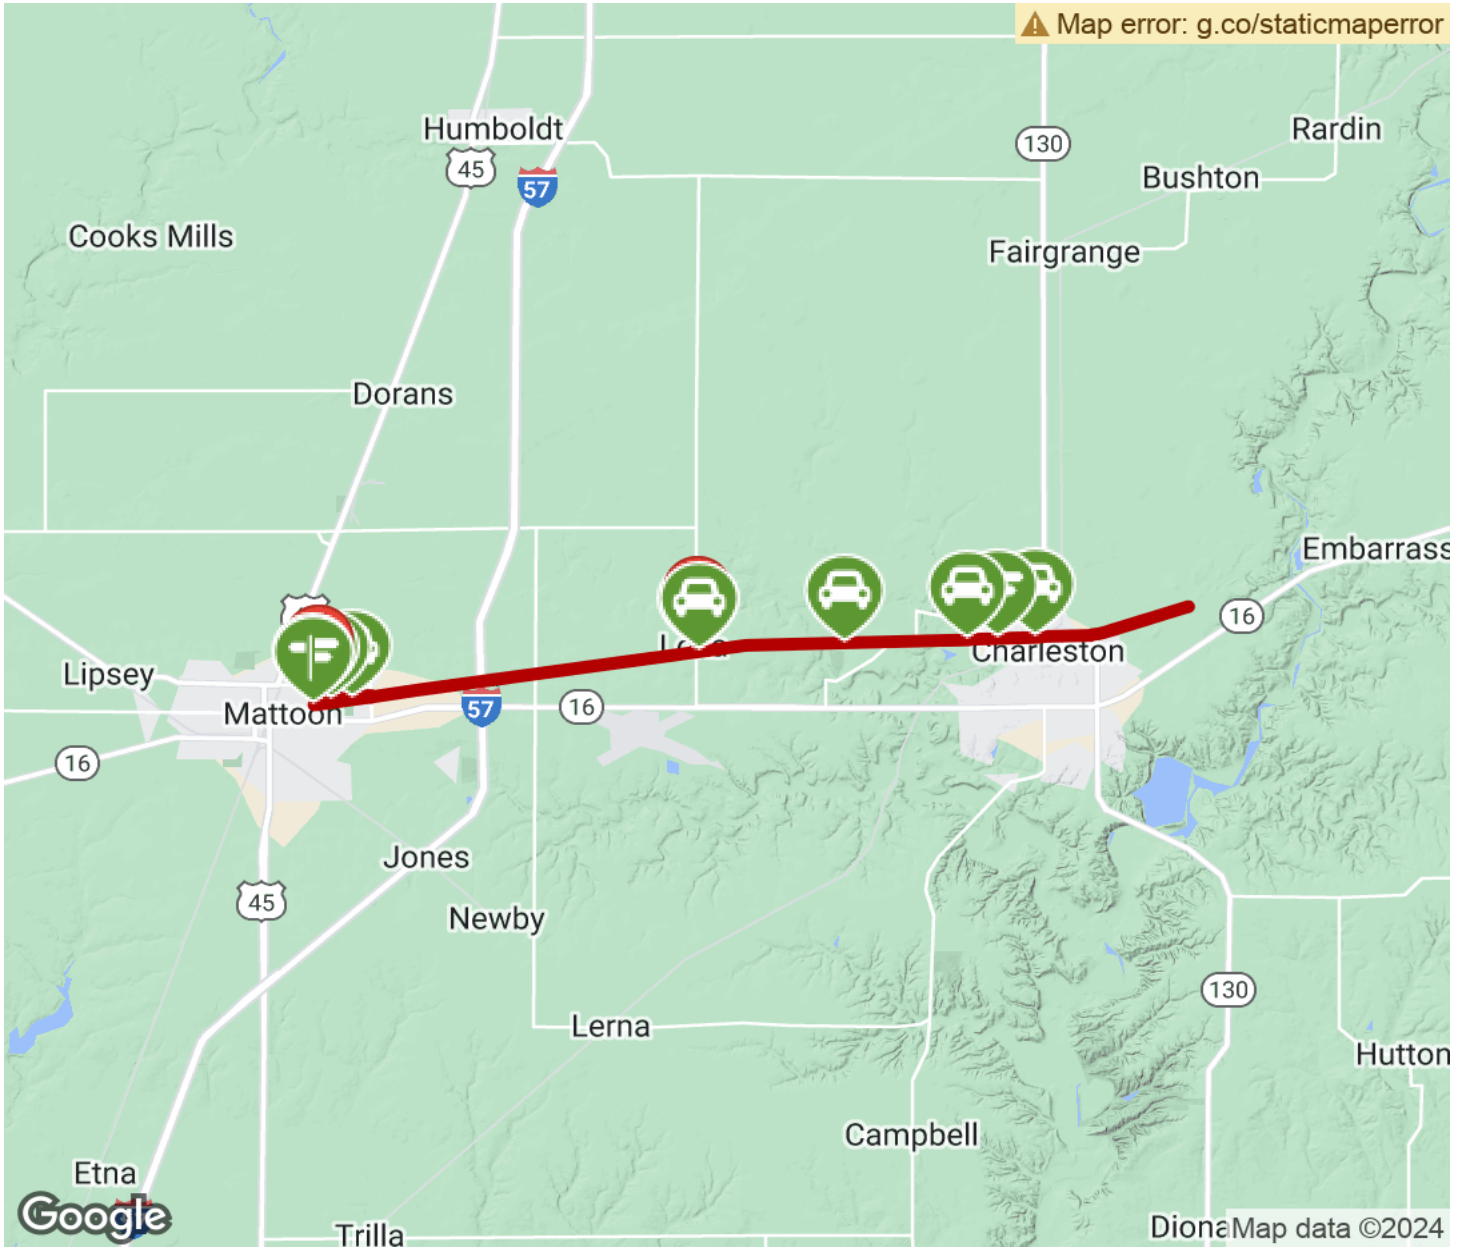 Map error: g.co/staticmaperror
Humboldt
Rardin
130
45
Bushton
57
Cooks Mills
Fairgrange
Dorans
Embarrass
16
Charleston
Lipsey
57
16
Mattoon
16
Jones
45
Newby
130
Lerna
Hutton
Campbell
Etna
Google
Trilla
Diona
Map data ©2024